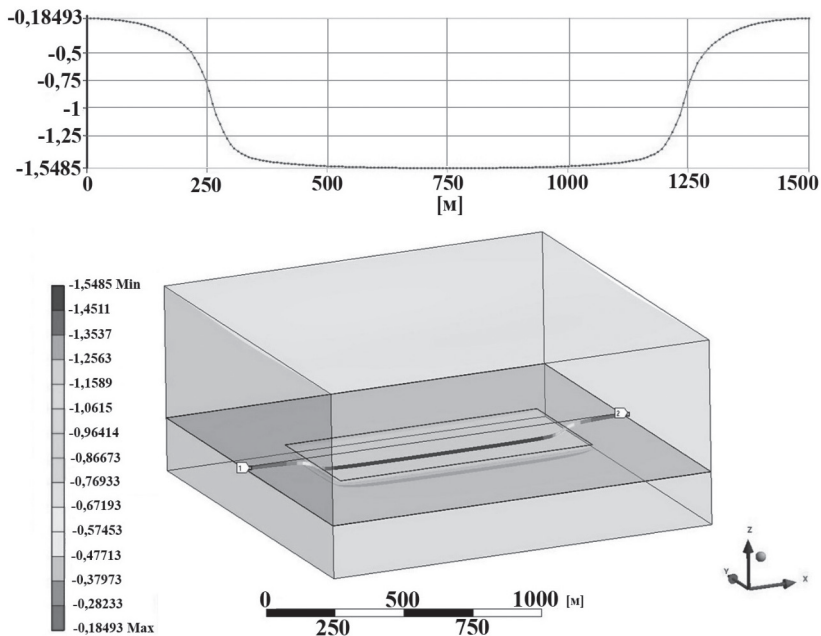 -0,18493
-0,5
-0,75
-1
-1,25
-1,5485
0 250 500 750 1000 1250 1500
[м]
-1,5485 Min
-1,4511
-1,3537
-1,2563
-1,1589
-1,0615
-0,96414
-0,86673
-0,76933
-0,67193
-0,57453
-0,47713
-0,37973
-0,28233
-0,18493 Max
1
2
Z
Y
X
0 500 1000 [м]
250 750